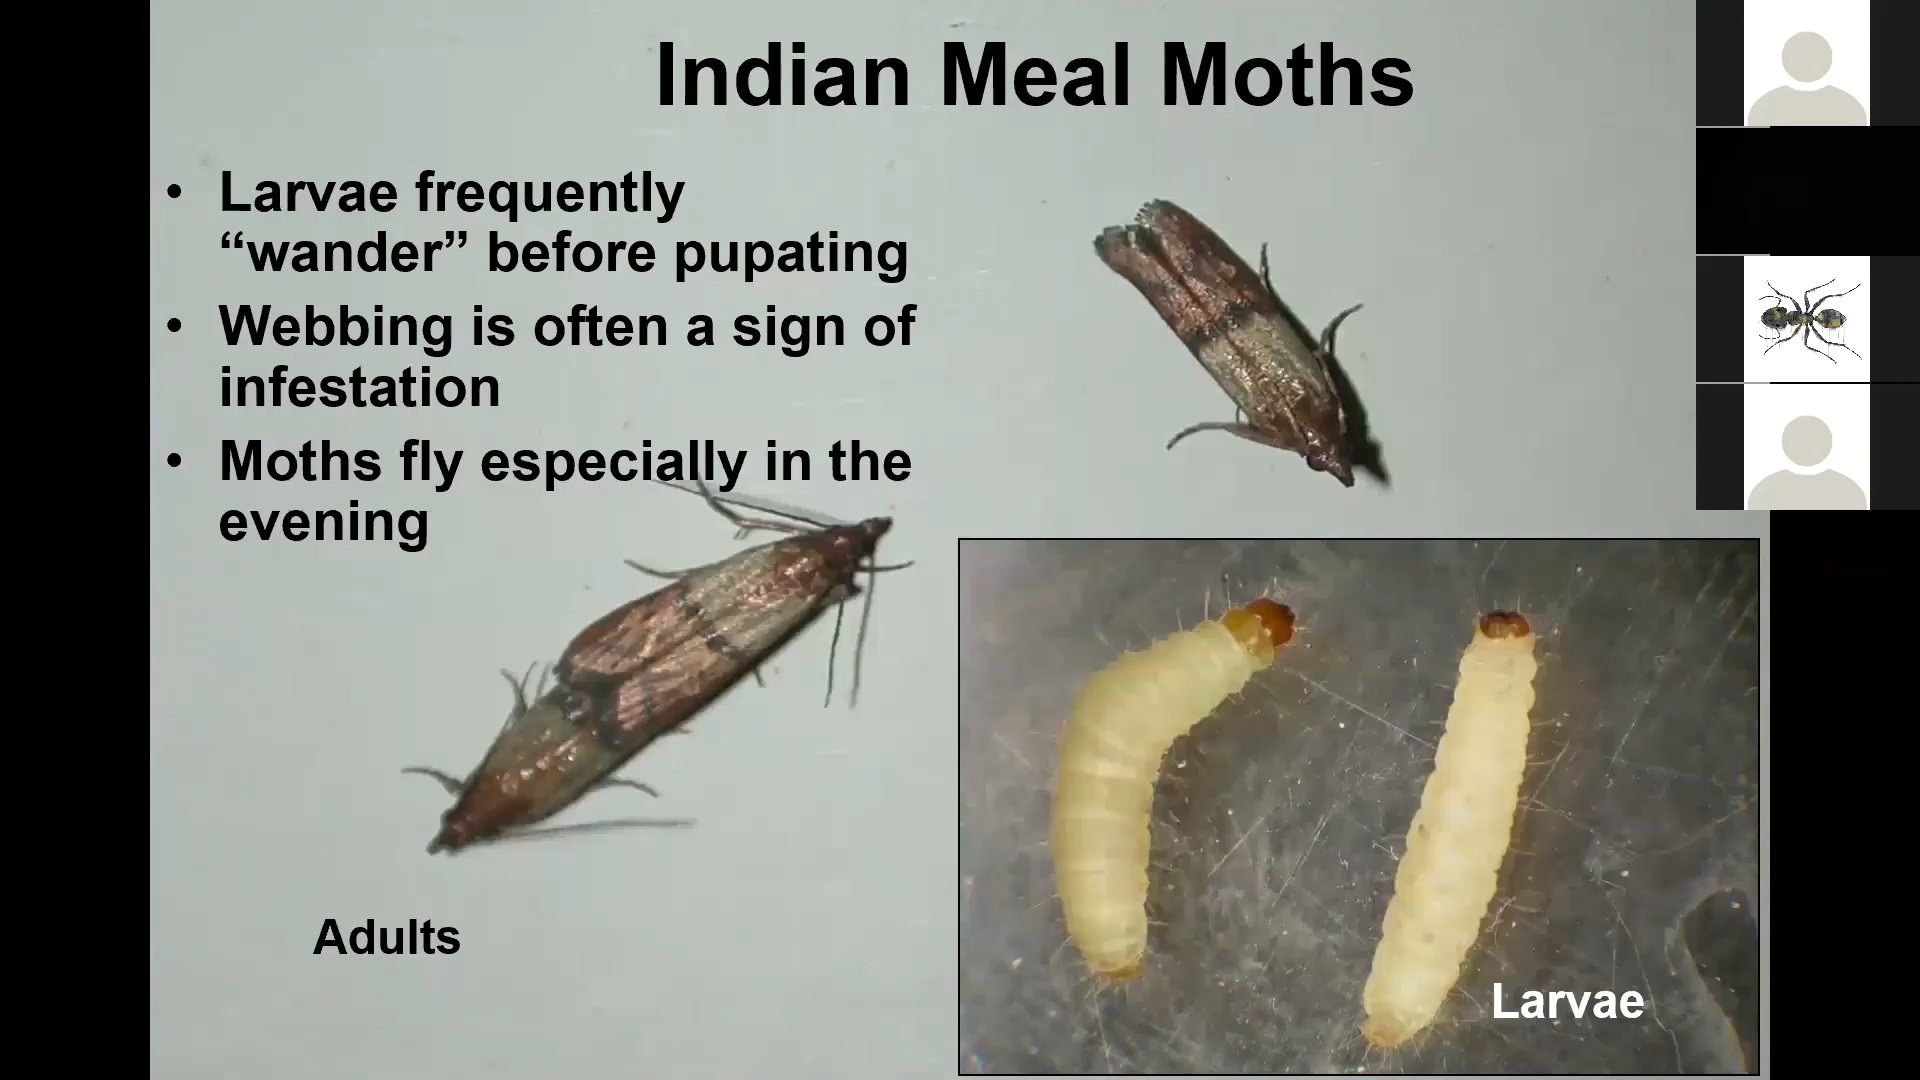 Indian Meal Moths
• Larvae frequently
“wander” before pupating
• Webbing is often a sign of
infestation
• Moths fly especially in the
evening
Adults
Larvae